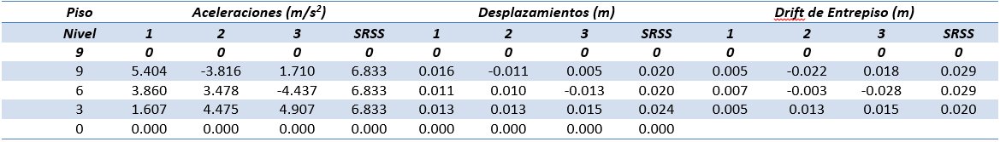 Piso Aceleraciones (m/s²) Desplazamientos (m) Drift de Entrepiso (m)
Nivel 1 2 3 SRSS 1 2 3 SRSS 1 2 3 SRSS
9 0 0 0 0 0 0 0 0 0 0 0 0
9 5.404 -3.816 1.710 6.833 0.016 -0.011 0.005 0.020 0.005 -0.022 0.018 0.029
6 3.860 3.478 -4.437 6.833 0.011 0.010 -0.013 0.020 0.007 -0.003 -0.028 0.029
3 1.607 4.475 4.907 6.833 0.013 0.013 0.015 0.024 0.005 0.013 0.015 0.020
0 0.000 0.000 0.000 0.000 0.000 0.000 0.000 0.000